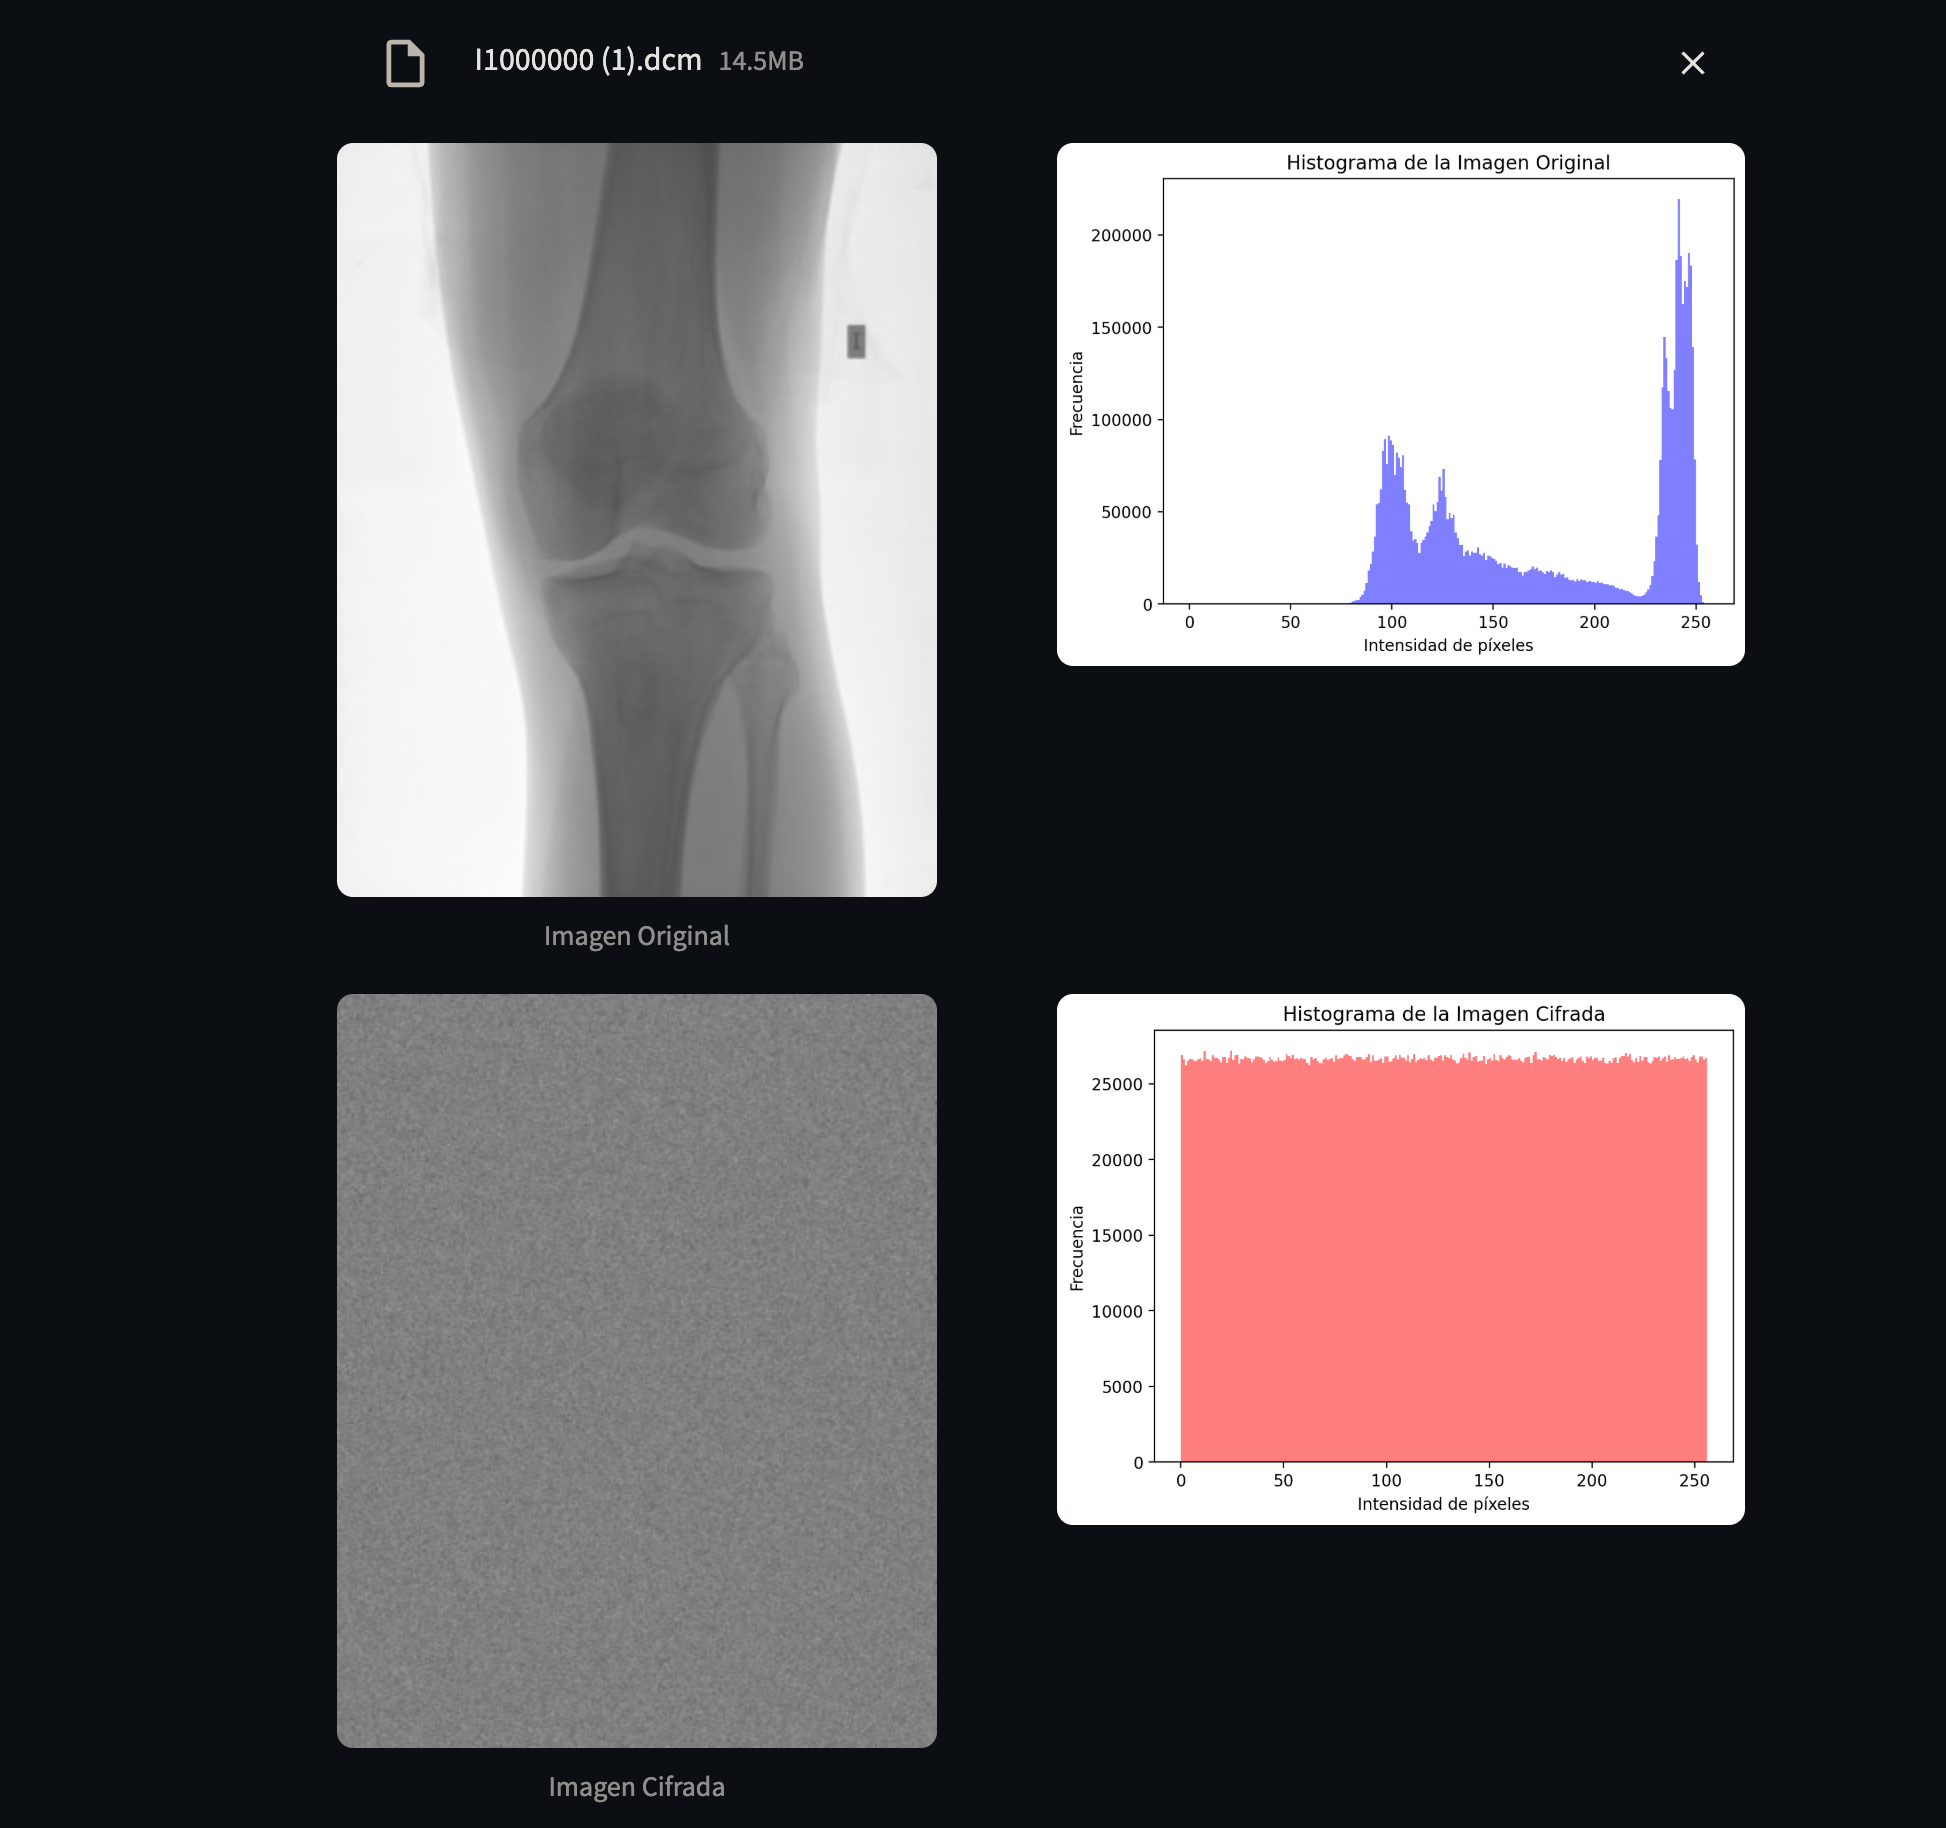 I1000000 (1).dcm 14.5MB
Histograma de la Imagen Original
200000
150000
100000
50000
0
Frecuencia
0 50 100 150 200 250
Intensidad de píxeles
Imagen Original
Histograma de la Imagen Cifrada
25000
20000
15000
10000
5000
0
Frecuencia
0 50 100 150 200 250
Intensidad de píxeles
Imagen Cifrada